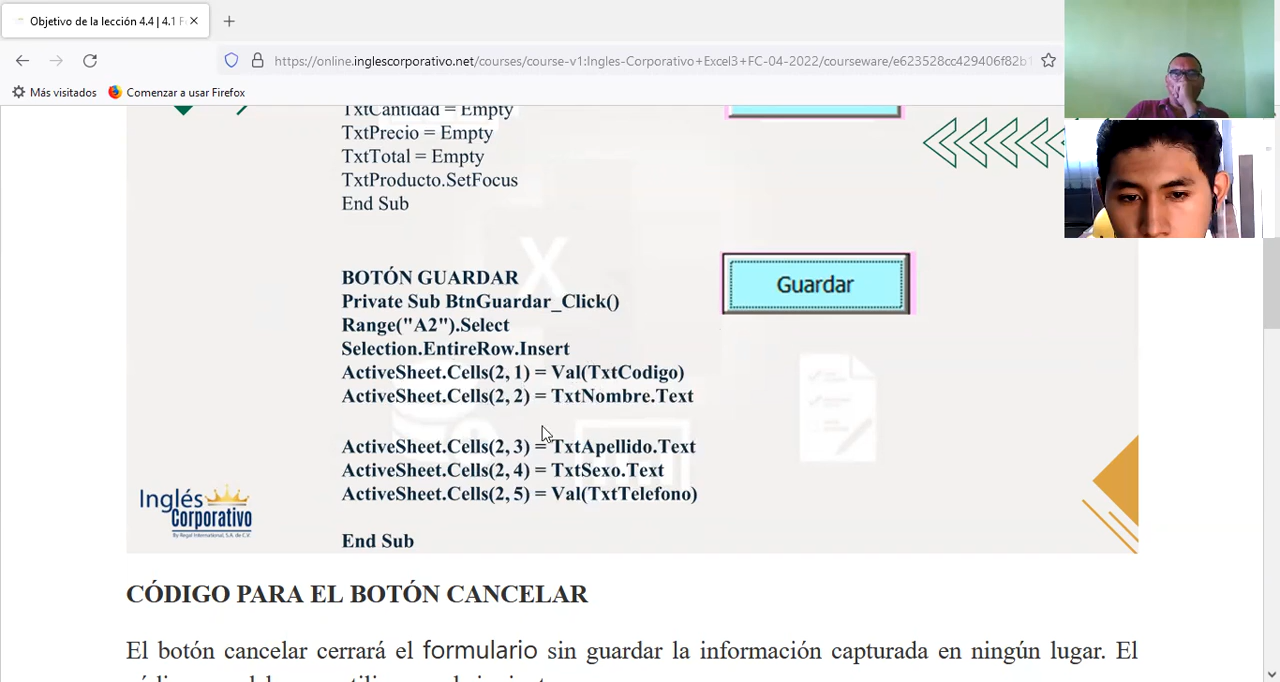 Objetivo de la lección 4.4 | 4.1 F
https://online.inglescorporativo.net/courses/course-v1:Ingles-Corporativo+Excel3+FC-04-2022/courseware/e623528cc429406f82b1
Más visitados
Comenzar a usar Firefox
TxtCantidad = Empty
TxtPrecio = Empty
TxtTotal = Empty
TxtProducto.SetFocus
End Sub
BOTÓN GUARDAR
Private Sub BtnGuardar_Click()
Range("A2").Select
Selection.EntireRow.Insert
ActiveSheet.Cells(2, 1) = Val(TxtCodigo)
ActiveSheet.Cells(2, 2) = TxtNombre.Text
ActiveSheet.Cells(2, 3) = TxtApellido.Text
ActiveSheet.Cells(2, 4) = TxtSexo.Text
ActiveSheet.Cells(2, 5) = Val(TxtTelefono)
End Sub
Guardar
Inglés
Corporativo
By Regal International, S.A. de C.V.
CÓDIGO PARA EL BOTÓN CANCELAR
El botón cancelar cerrará el formulario sin guardar la información capturada en ningún lugar. El